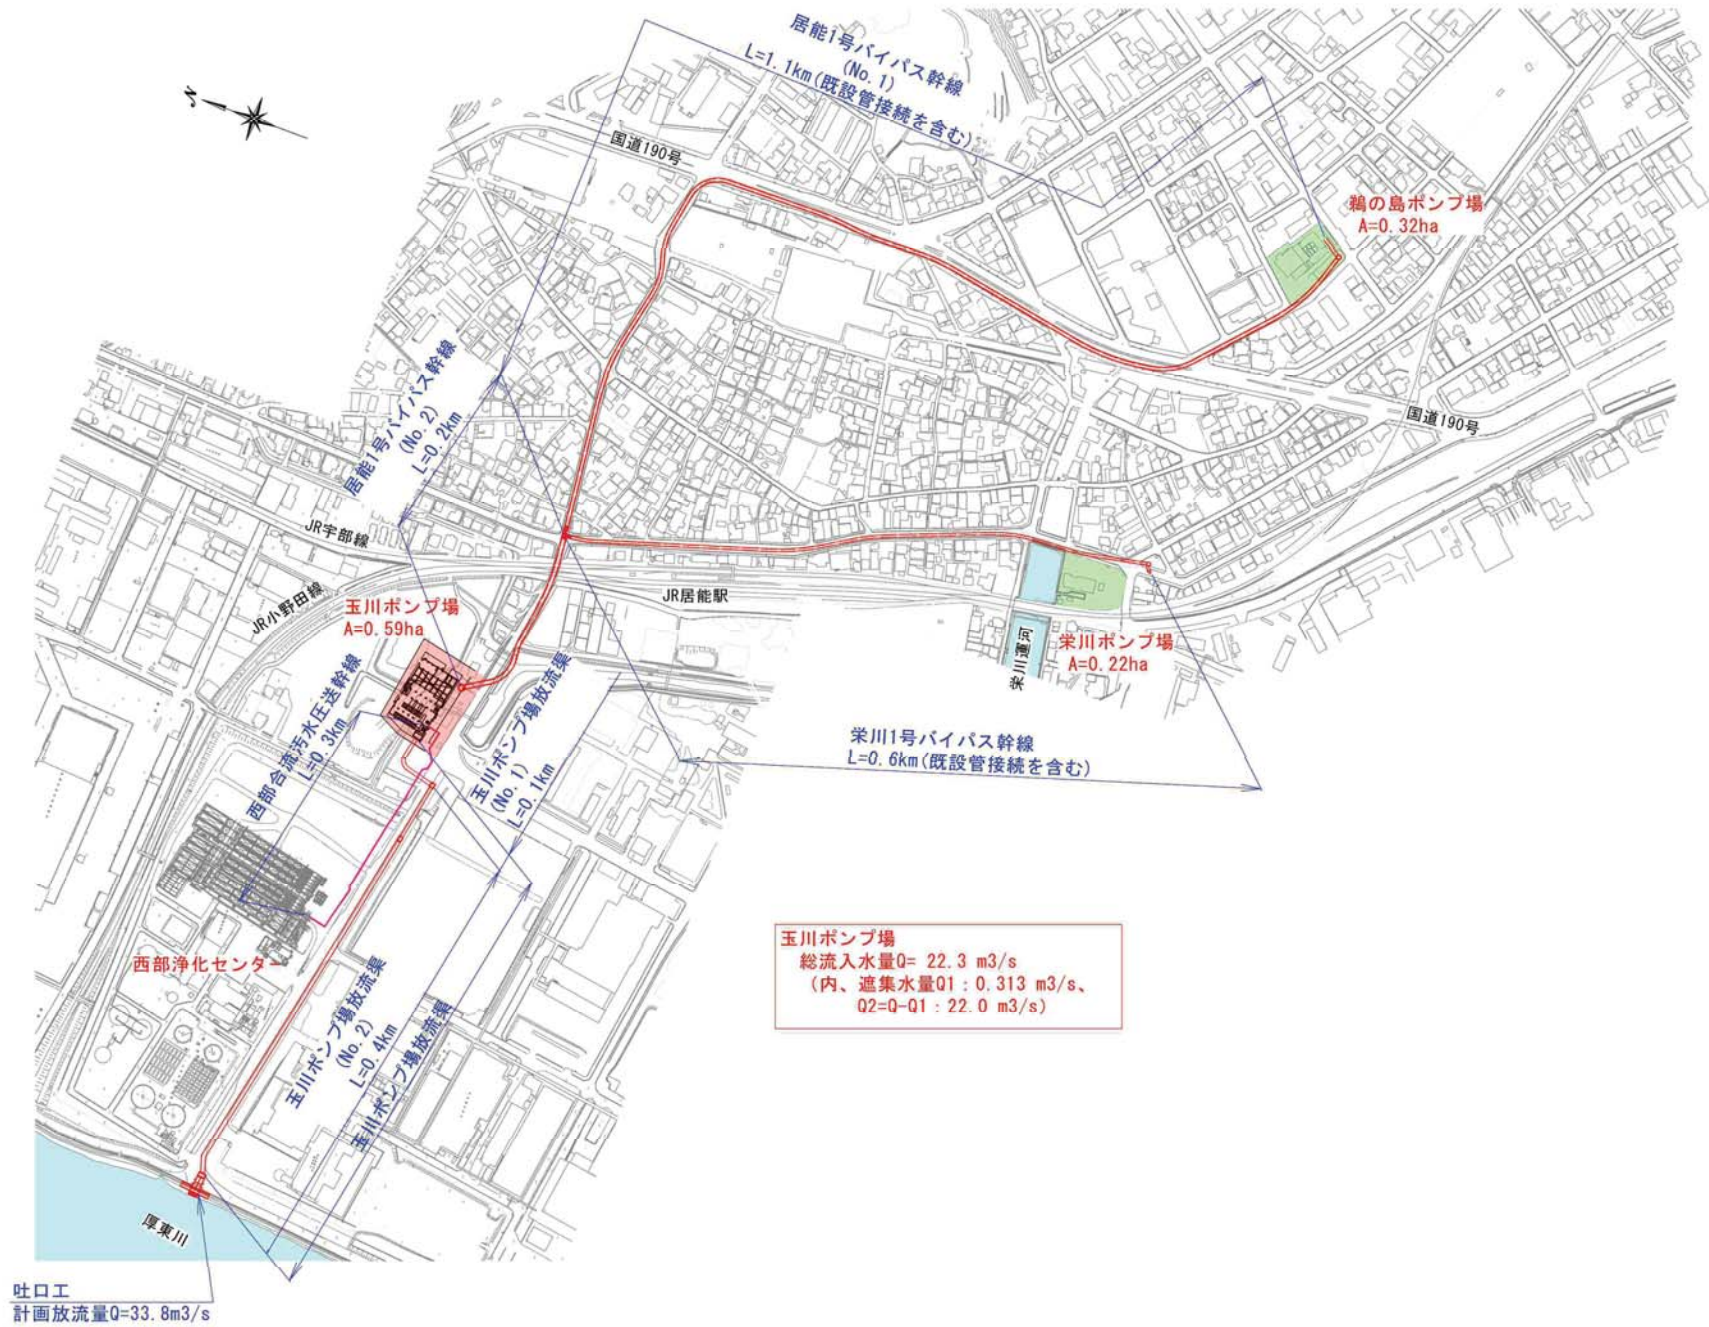 居能1号バイパス幹線
(No.1)
L=1.1km(既設管接続を含む)
N
国道190号
鵜の島ポンプ場
A=0.32ha
国道190号
居能1号バイパス幹線
(No.2)
L=0.2km
JR宇部線
JR小野田線
JR居能駅
玉川ポンプ場
A=0.59ha
栄川運河
栄川ポンプ場
A=0.22ha
西部合流汚水圧送幹線
L=0.3km
玉川ポンプ場放流渠
(No.1)
L=0.1km
栄川1号バイパス幹線
L=0.6km(既設管接続を含む)
西部浄化センター
玉川ポンプ場
総流入水量Q= 22.3 m3/s
(内、遮集水量Q1：0.313 m3/s、
Q2=Q-Q1：22.0 m3/s)
玉川ポンプ場放流渠
(No.2)
L=0.4km
玉川ポンプ場放流渠
厚東川
吐口工
計画放流量Q=33.8m3/s